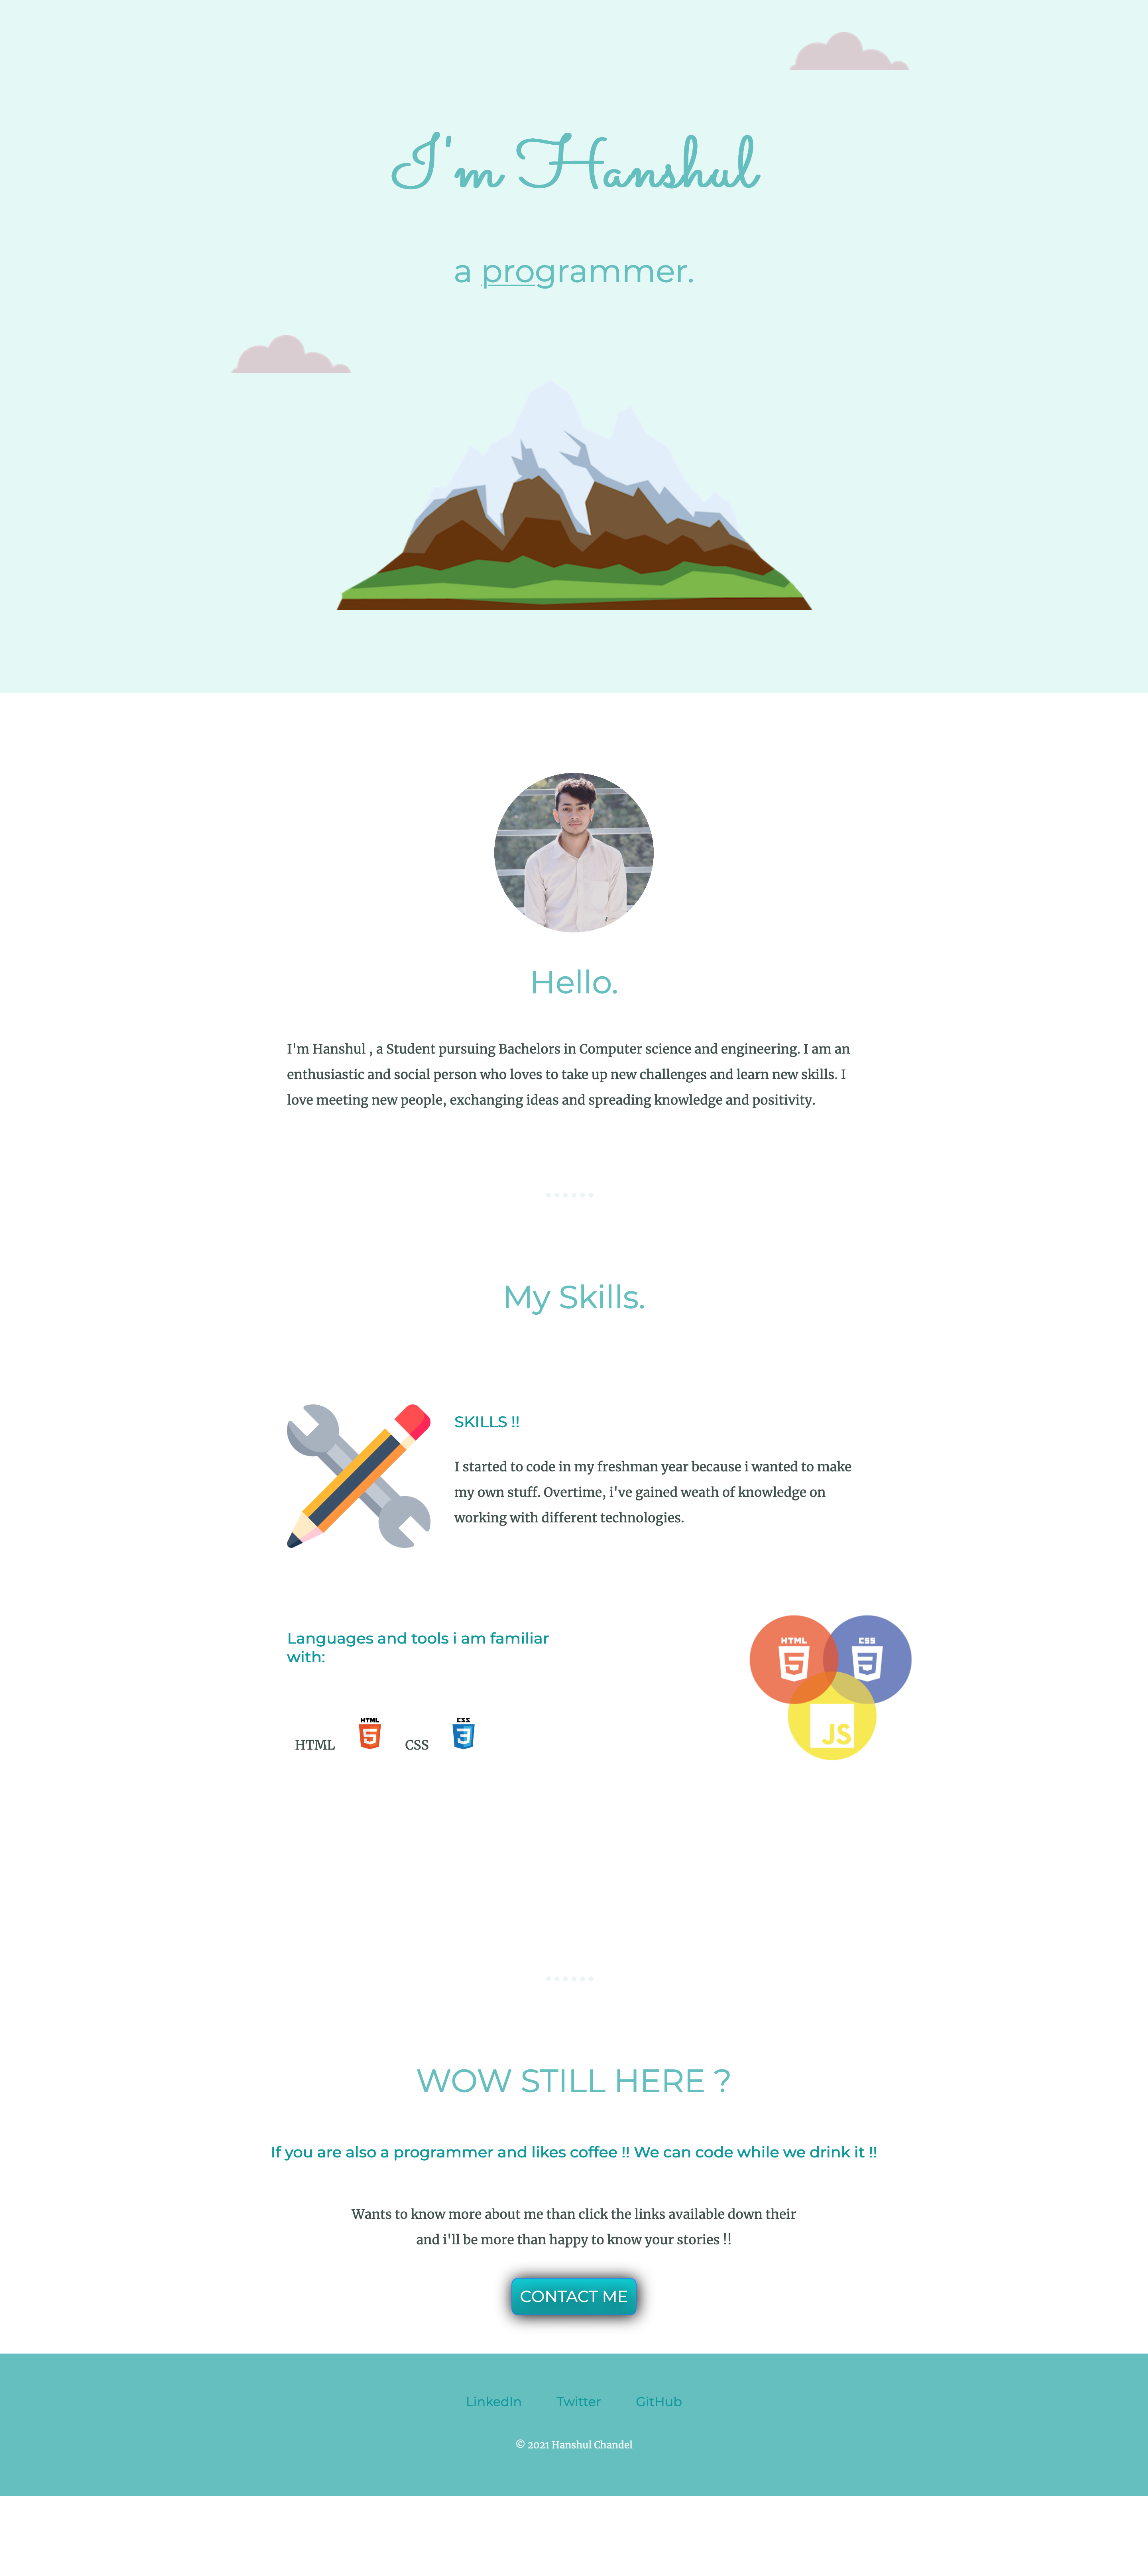 I'm Hanshul
a programmer.
Hello.
I'm Hanshul , a Student pursuing Bachelors in Computer science and engineering. I am an
enthusiastic and social person who loves to take up new challenges and learn new skills. I
love meeting new people, exchanging ideas and spreading knowledge and positivity.
My Skills.
SKILLS !!
I started to code in my freshman year because i wanted to make
my own stuff. Overtime, i've gained weath of knowledge on
working with different technologies.
Languages and tools i am familiar
with:
HTML
5
CSS
3
HTML
5
CSS
3
JS
WOW STILL HERE ?
If you are also a programmer and likes coffee !! We can code while we drink it !!
Wants to know more about me than click the links available down their
and i'll be more than happy to know your stories !!
CONTACT ME
LinkedIn Twitter GitHub
© 2021 Hanshul Chandel